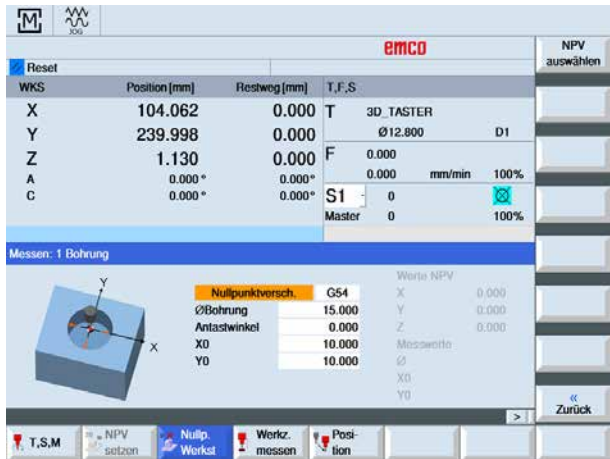 M
JOG
emco
NPV auswählen
Reset
WKS Position [mm] Restweg [mm] T,F,S
X 104.062 0.000 T 3D_TASTER
Y 239.998 0.000 Ø12.800 D1
Z 1.130 0.000 F 0.000
A 0.000° 0.000° 0.000 mm/min 100%
C 0.000° 0.000° S1 0
Master 0 100%
Messen: 1 Bohrung
Y
X
Nullpunktversch. G54
ØBohrung 15.000
Antastwinkel 0.000
X0 10.000
Y0 10.000
Werte NPV
X 0.000
Y 0.000
Z 0.000
Messwerte
Ø
X0
Y0
>
«
Zurück
T,S,M
NPV setzen
Nullp. Werkst
Werkz. messen
Posi- tion